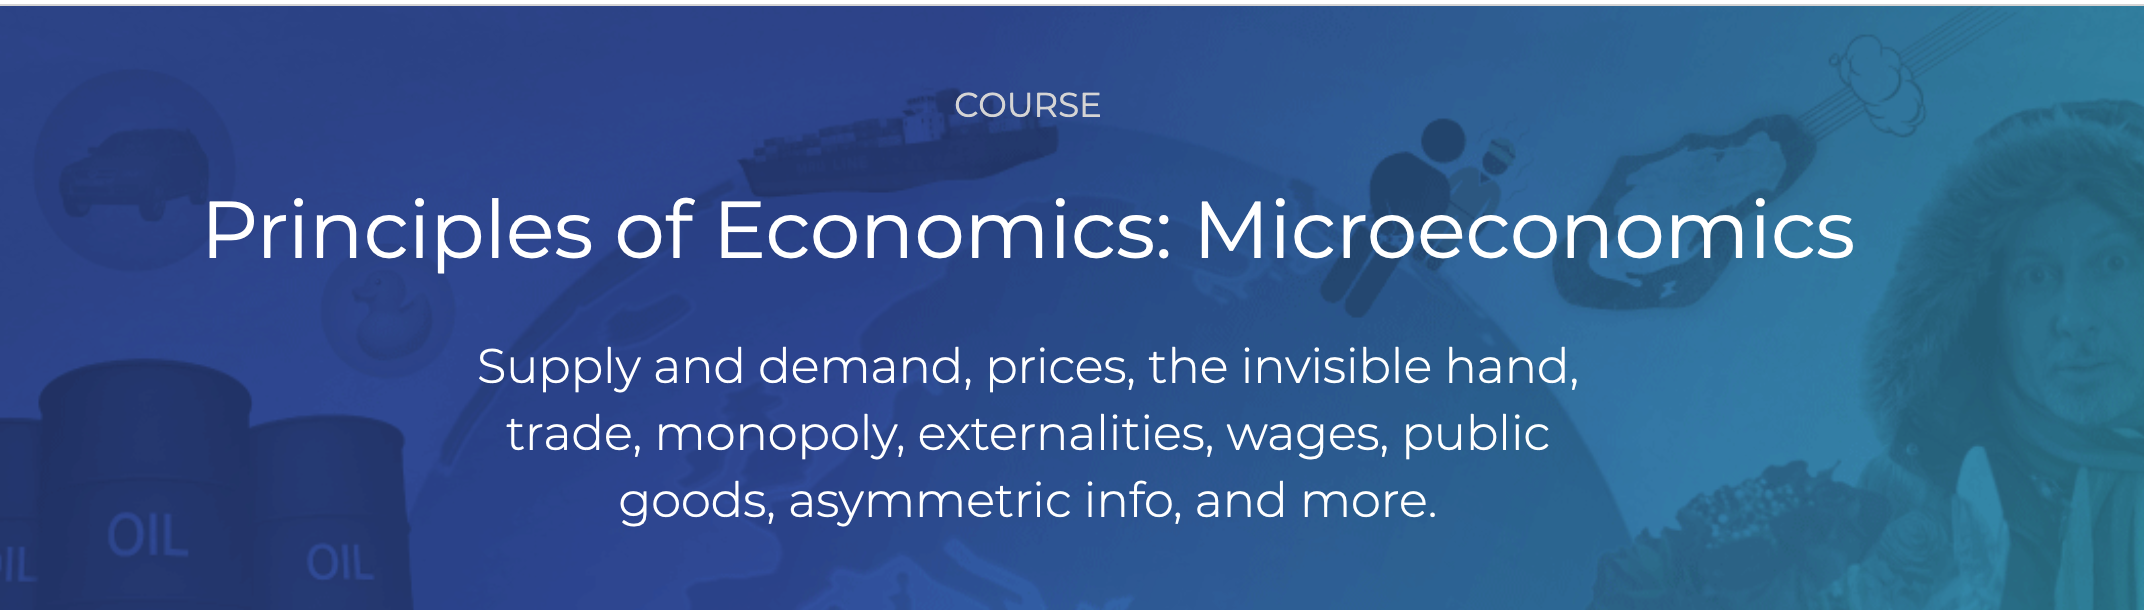 COURSE
Principles of Economics: Microeconomics
Supply and demand, prices, the invisible hand,
trade, monopoly, externalities, wages, public
goods, asymmetric info, and more.
OIL
OIL
IL